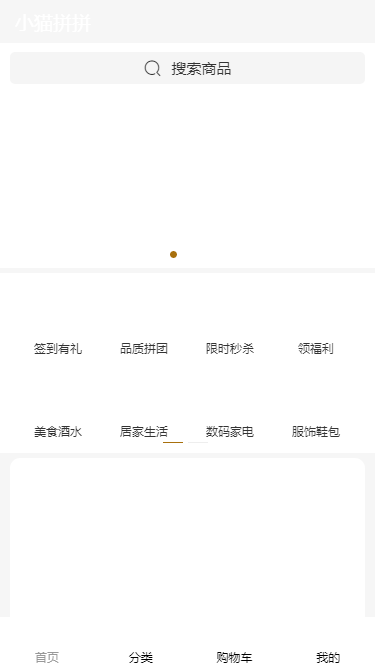 小猫拼拼
搜索商品
签到有礼 品质拼团 限时秒杀 领福利
美食酒水 居家生活 数码家电 服饰鞋包
首页 分类 购物车 我的